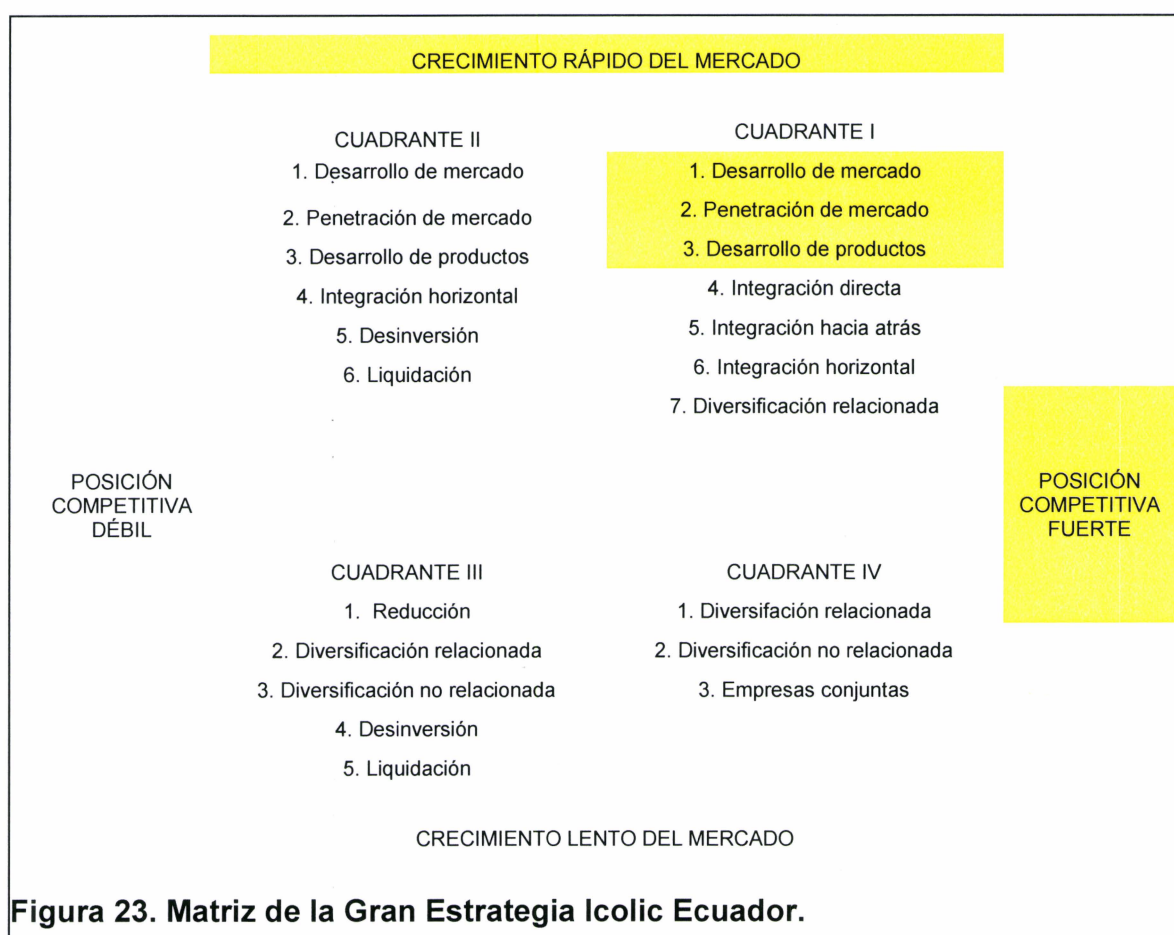 CRECIMIENTO RÁPIDO DEL MERCADO
CUADRANTE II
1. Desarrollo de mercado
2. Penetración de mercado
3. Desarrollo de productos
4. Integración horizontal
5. Desinversión
6. Liquidación
CUADRANTE I
1. Desarrollo de mercado
2. Penetración de mercado
3. Desarrollo de productos
4. Integración directa
5. Integración hacia atrás
6. Integración horizontal
7. Diversificación relacionada
POSICIÓN
COMPETITIVA
DÉBIL
POSICIÓN
COMPETITIVA
FUERTE
CUADRANTE III
1. Reducción
2. Diversificación relacionada
3. Diversificación no relacionada
4. Desinversión
5. Liquidación
CUADRANTE IV
1. Diversifación relacionada
2. Diversificación no relacionada
3. Empresas conjuntas
CRECIMIENTO LENTO DEL MERCADO
Figura 23. Matriz de la Gran Estrategia Icolic Ecuador.